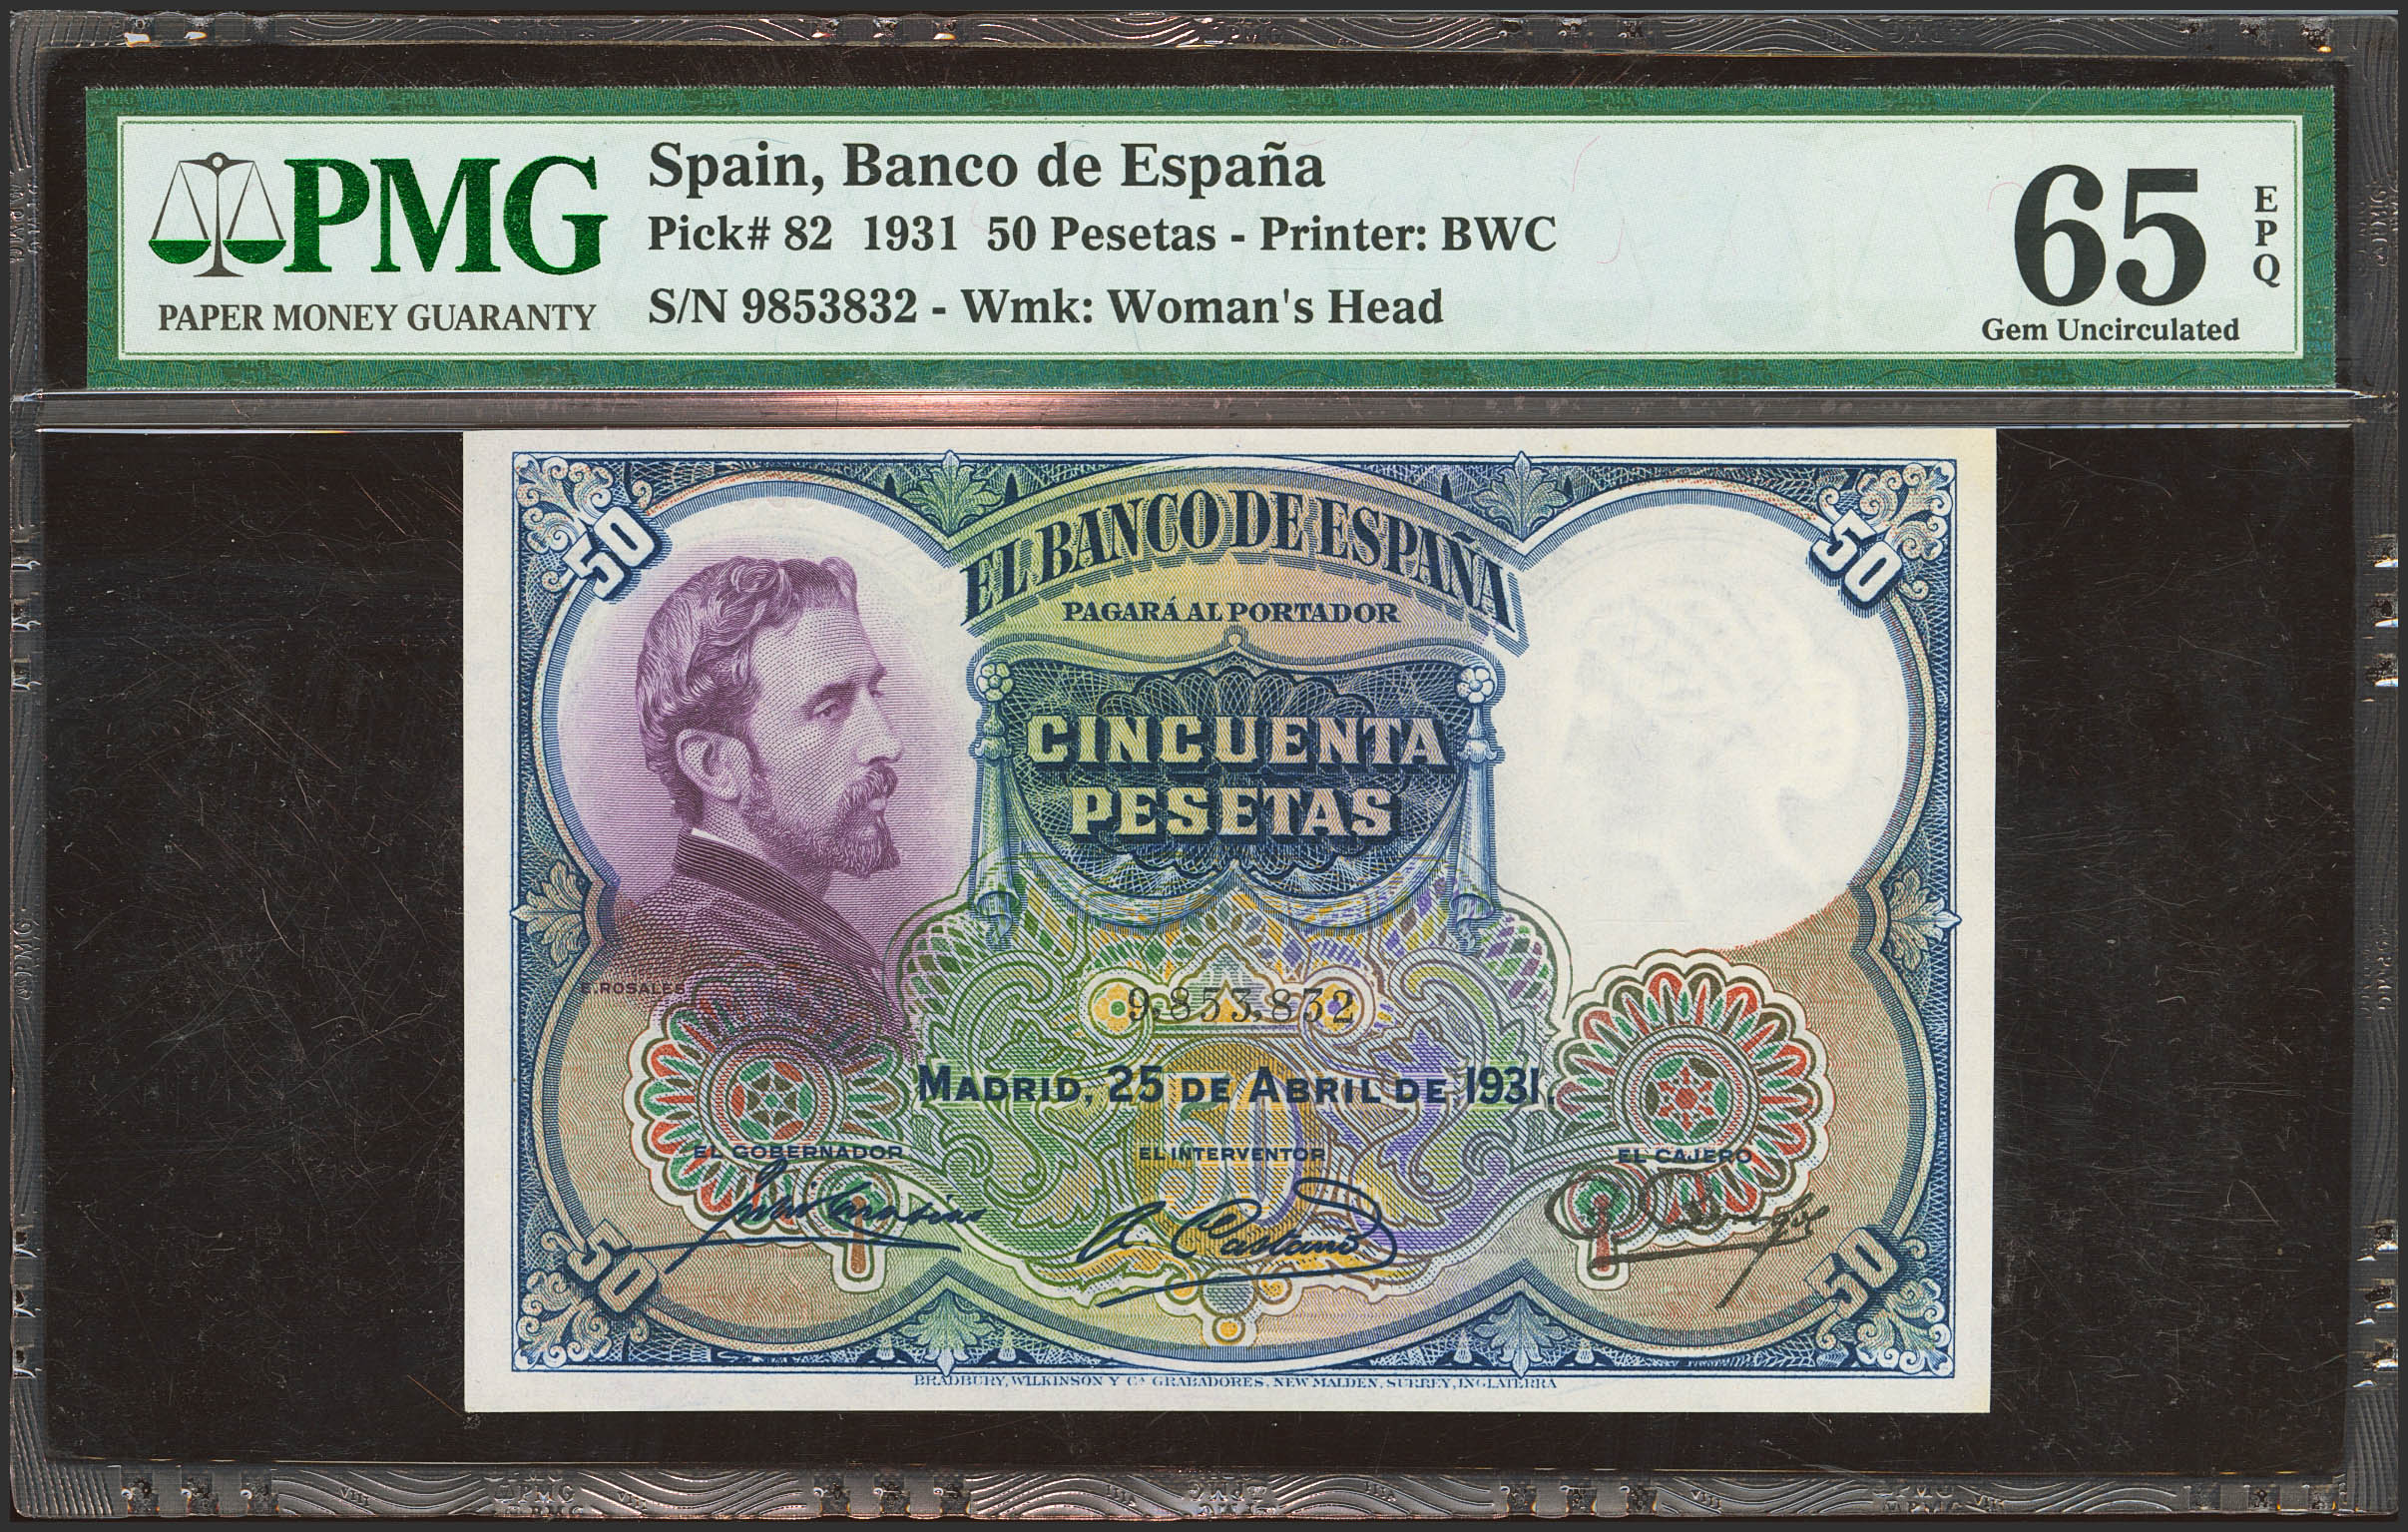 PMG
PAPER MONEY GUARANTY
Spain, Banco de España
Pick# 82 1931 50 Pesetas - Printer: BWC
S/N 9853832 - Wmk: Woman's Head
65
EPQ
Gem Uncirculated
50
50
EL BANCO DE ESPAÑA
PAGARÁ AL PORTADOR
CINCUENTA
PESETAS
E. ROSALES
9,853,832
MADRID, 25 DE ABRIL DE 1931.
50
EL GOBERNADOR
EL INTERVENTOR
EL CAJERO
50
50
BRADBURY, WILKINSON Y Cª GRABADORES, NEW MALDEN, SURREY, INGLATERRA